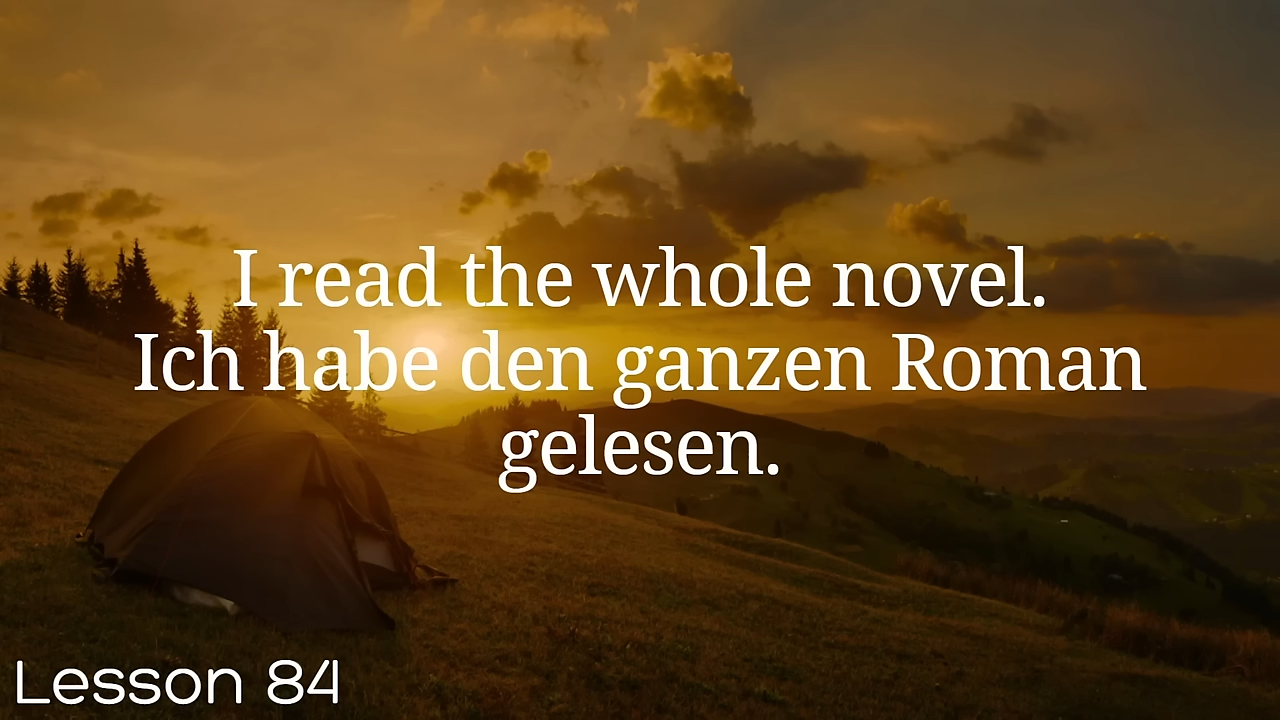 I read the whole novel.
Ich habe den ganzen Roman
gelesen.
Lesson 84